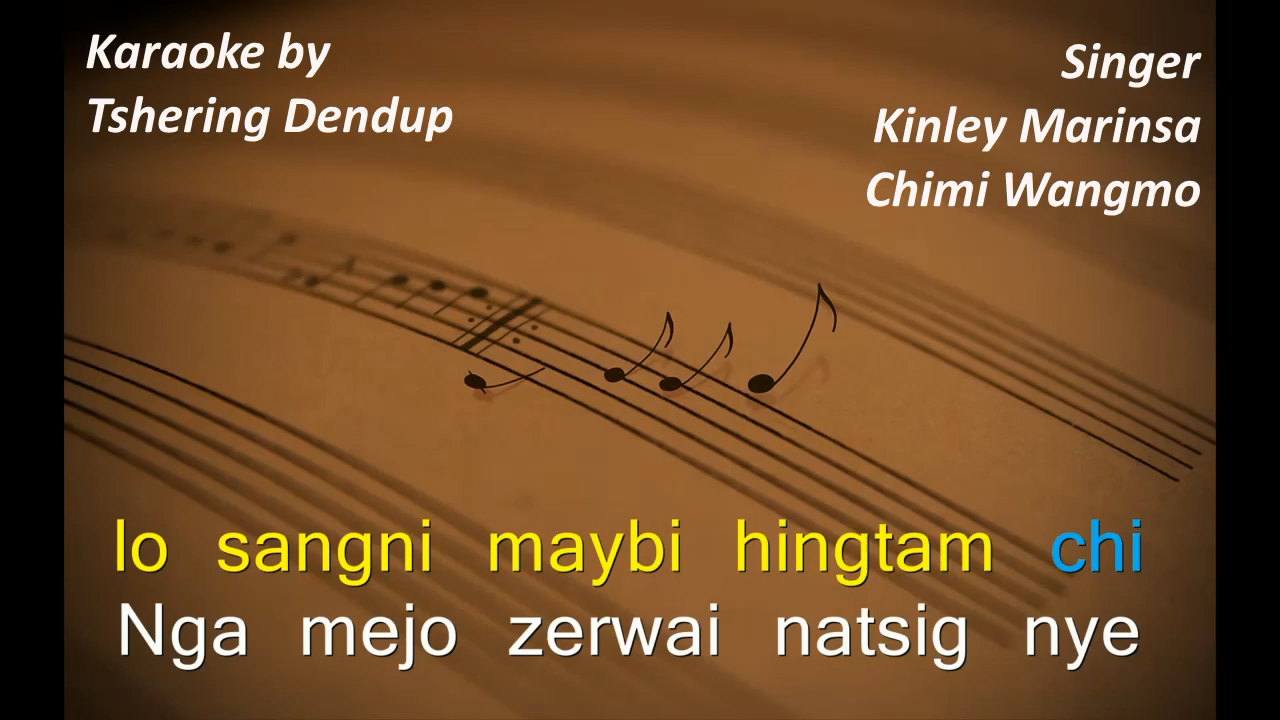 Karaoke by
Tshering Dendup
Singer
Kinley Marinsa
Chimi Wangmo
lo sangni maybi hingtam chi
Nga mejo zerwai natsig nye